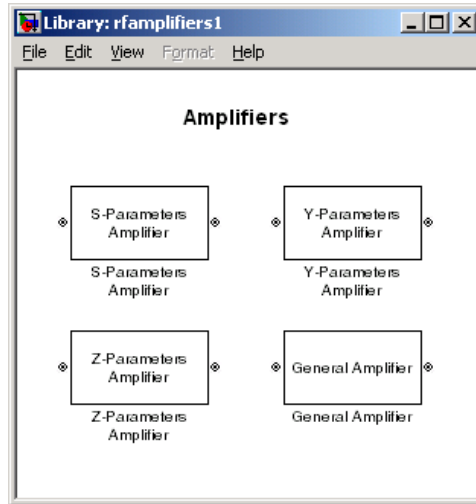 Library: rfamplifiers1
File Edit View Format Help
Amplifiers
S-Parameters
Amplifier
S-Parameters
Amplifier
Y-Parameters
Amplifier
Y-Parameters
Amplifier
Z-Parameters
Amplifier
Z-Parameters
Amplifier
General Amplifier
General Amplifier